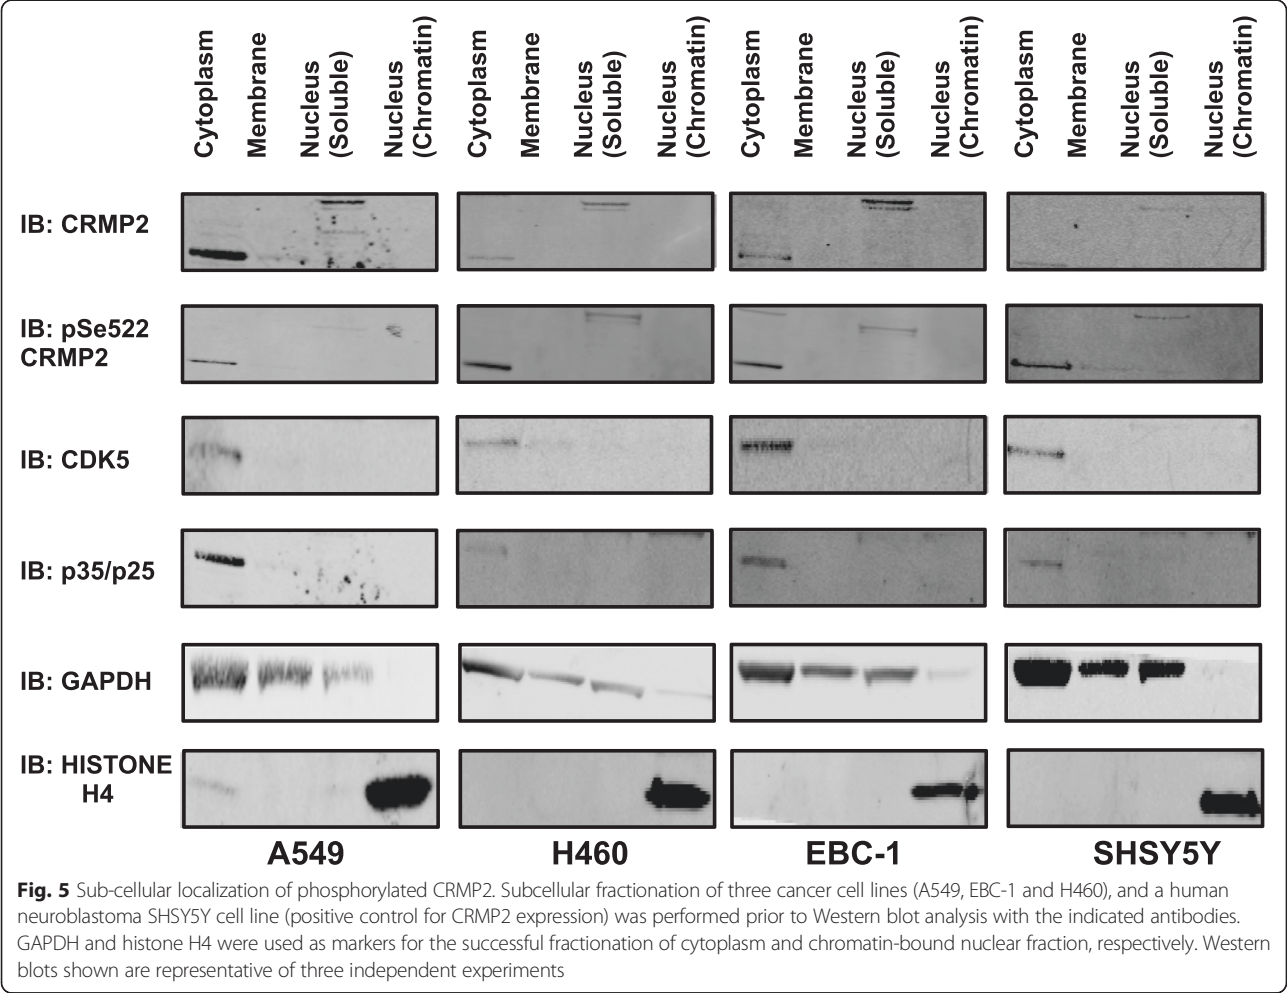 Cytoplasm Membrane Nucleus (Soluble) Nucleus (Chromatin) Cytoplasm Membrane Nucleus (Soluble) Nucleus (Chromatin) Cytoplasm Membrane Nucleus (Soluble) Nucleus (Chromatin) Cytoplasm Membrane Nucleus (Soluble) Nucleus (Chromatin)
IB: CRMP2
IB: pSe522
CRMP2
IB: CDK5
IB: p35/p25
IB: GAPDH
IB: HISTONE
H4
A549 H460 EBC-1 SHSY5Y
Fig. 5 Sub-cellular localization of phosphorylated CRMP2. Subcellular fractionation of three cancer cell lines (A549, EBC-1 and H460), and a human
neuroblastoma SHSY5Y cell line (positive control for CRMP2 expression) was performed prior to Western blot analysis with the indicated antibodies.
GAPDH and histone H4 were used as markers for the successful fractionation of cytoplasm and chromatin-bound nuclear fraction, respectively. Western
blots shown are representative of three independent experiments